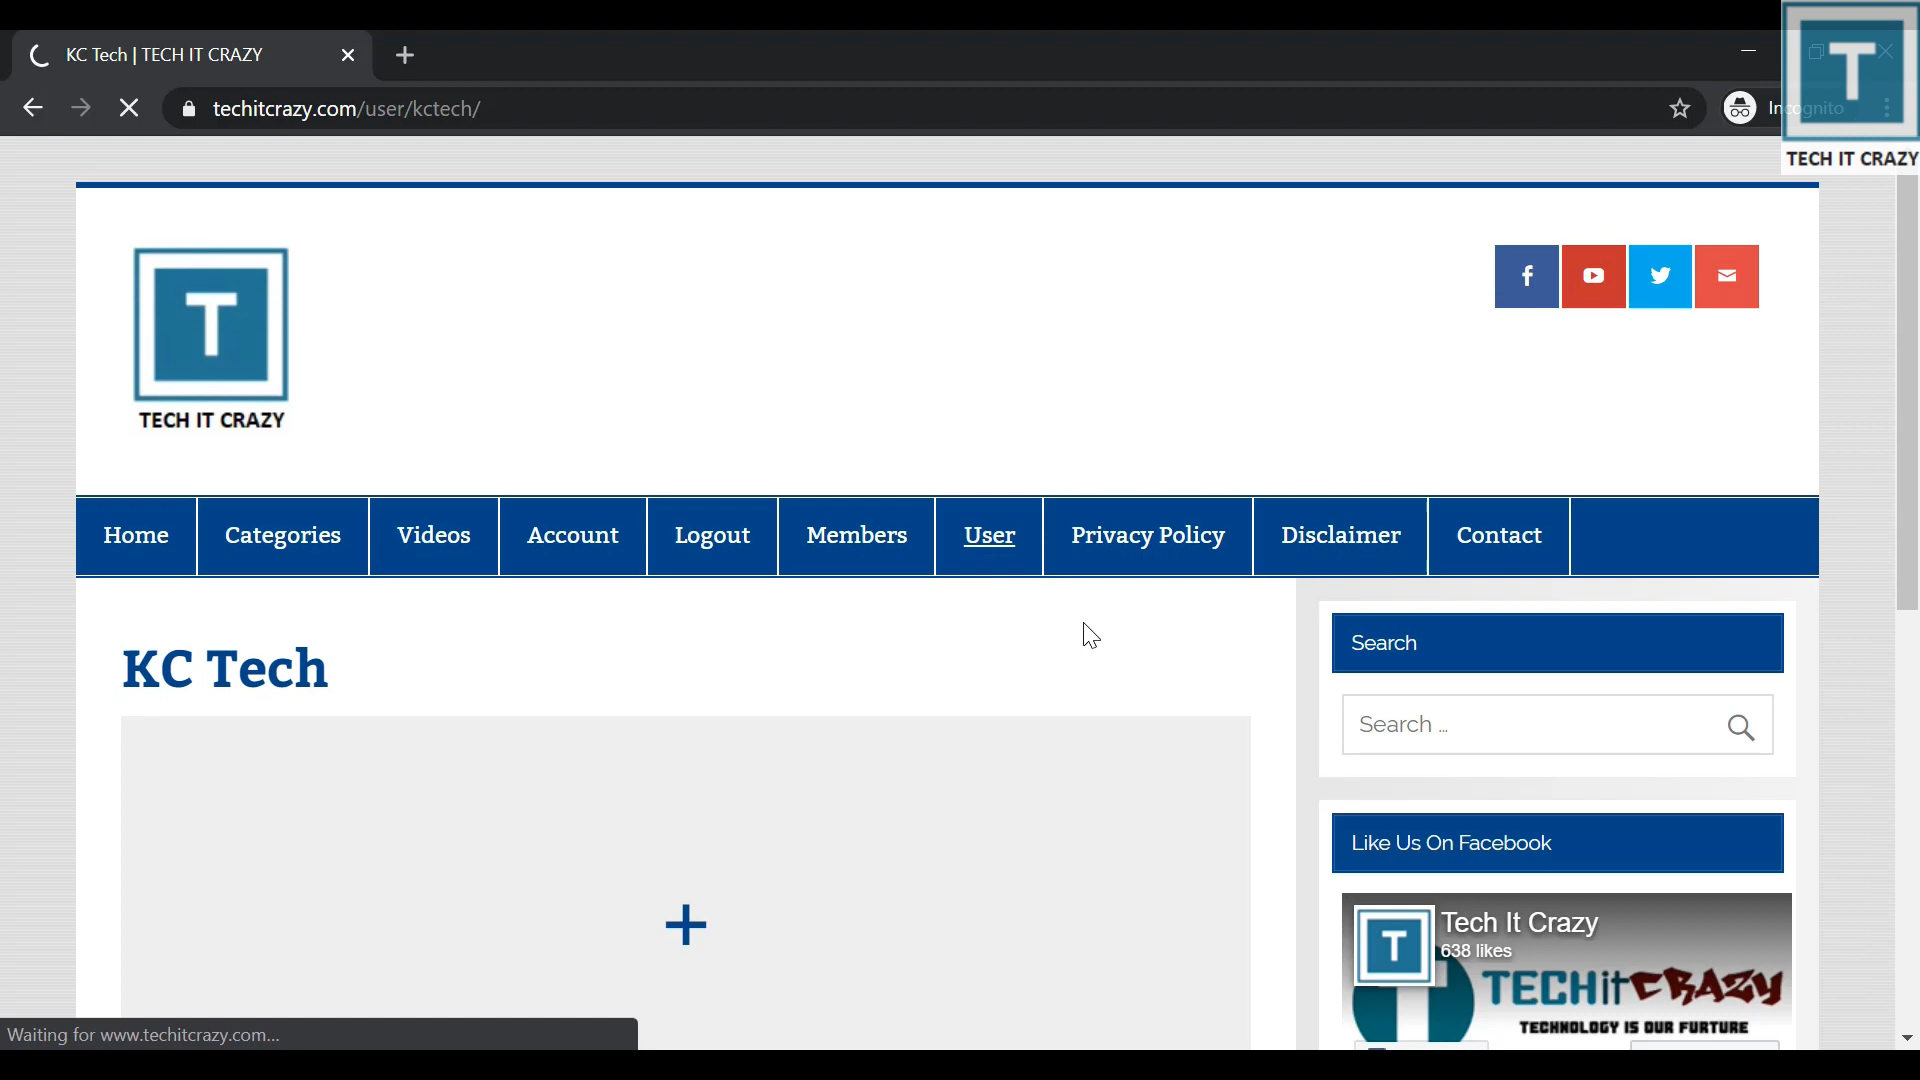 KC Tech | TECH IT CRAZY
techitcrazy.com/user/kctech/
Incognito
T
TECH IT CRAZY
T
TECH IT CRAZY
f
Home
Categories
Videos
Account
Logout
Members
User
Privacy Policy
Disclaimer
Contact
KC Tech
Search
Search ...
Like Us On Facebook
T
Tech It Crazy
638 likes
TECHitCRAZY
TECHNOLOGY IS OUR FURTURE
Waiting for www.techitcrazy.com...